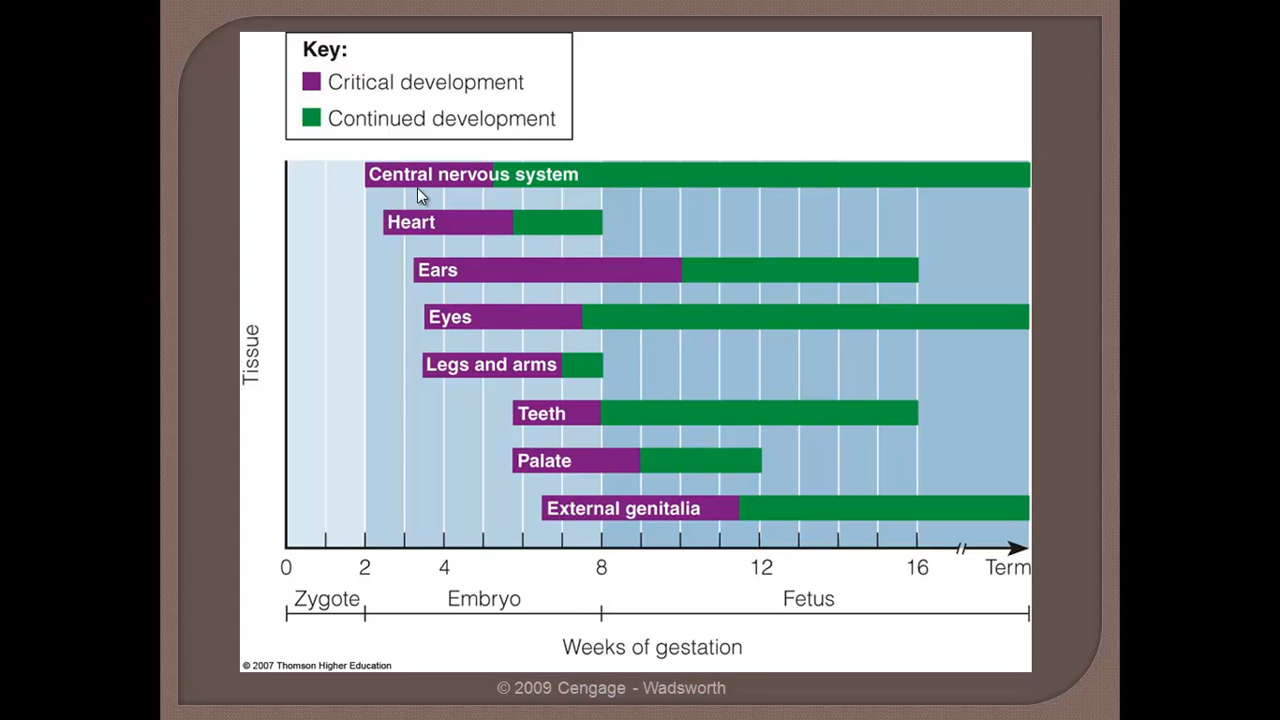 Key:
Critical development
Continued development
Central nervous system
Heart
Ears
Eyes
Legs and arms
Teeth
Palate
External genitalia
Tissue
0 2 4 8 12 16 Term
Zygote Embryo Fetus
Weeks of gestation
© 2007 Thomson Higher Education
© 2009 Cengage - Wadsworth